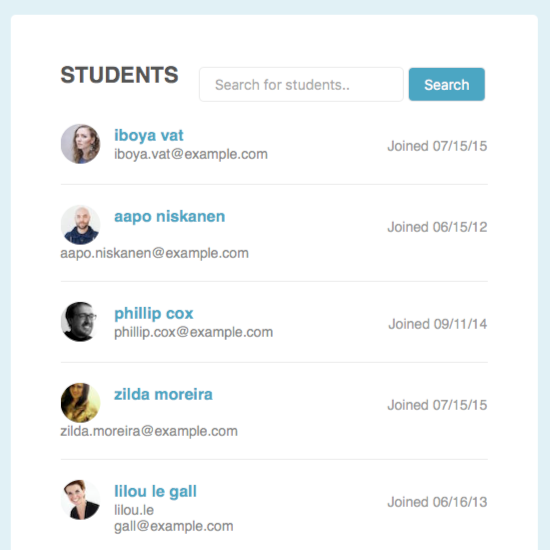 STUDENTS
Search for students..
Search
iboya vat
iboya.vat@example.com
Joined 07/15/15
aapo niskanen
Joined 06/15/12
aapo.niskanen@example.com
phillip cox
phillip.cox@example.com
Joined 09/11/14
zilda moreira
Joined 07/15/15
zilda.moreira@example.com
lilou le gall
lilou.le
gall@example.com
Joined 06/16/13